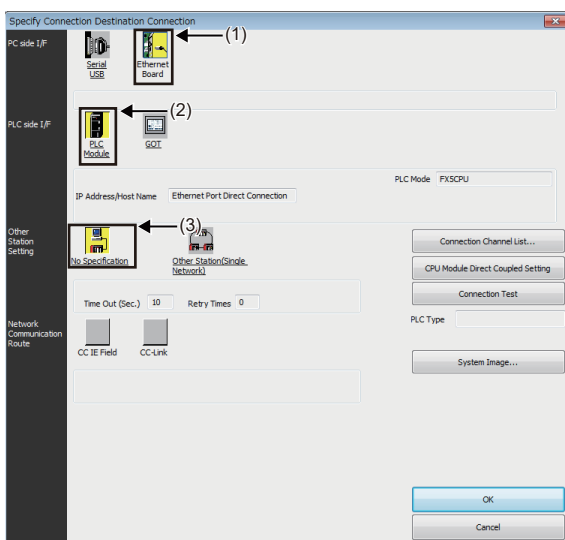 Specify Connection Destination Connection
PC side I/F
Serial
USB
Ethernet
Board
(1)
PLC side I/F
PLC
Module
GOT
(2)
PLC Mode FX5CPU
IP Address/Host Name Ethernet Port Direct Connection
Other
Station
Setting
No Specification
(3)
Other Station(Single
Network)
Time Out (Sec.) 10 Retry Times 0
Connection Channel List...
CPU Module Direct Coupled Setting
Connection Test
PLC Type
Network
Communication
Route
CC IE Field CC-Link
System Image...
OK
Cancel